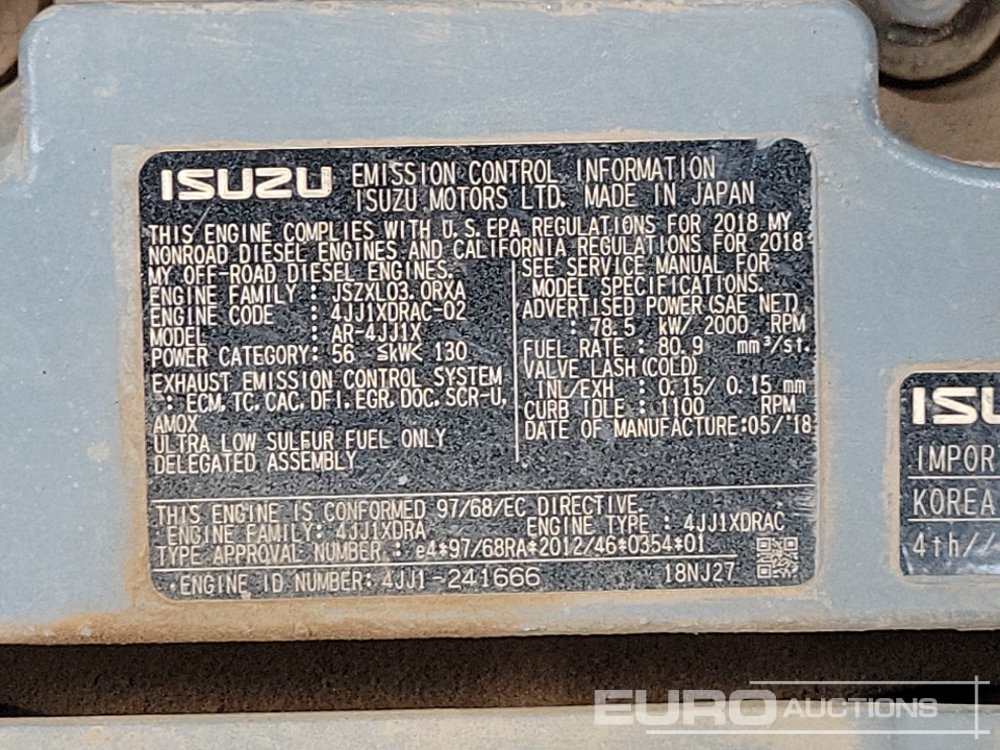 ISUZU EMISSION CONTROL INFORMATION
ISUZU MOTORS LTD. MADE IN JAPAN
THIS ENGINE COMPLIES WITH U.S.EPA REGULATIONS FOR 2018 MY
NONROAD DIESEL ENGINES AND CALIFORNIA REGULATIONS FOR 2018
MY OFF-ROAD DIESEL ENGINES.
ENGINE FAMILY : JSZXL03.0RXA
ENGINE CODE : 4JJ1XDRAC-02
MODEL : AR-4JJ1X
POWER CATEGORY: 56 ≤kW< 130
EXHAUST EMISSION CONTROL SYSTEM
: ECM, TC, CAC, DFI, EGR, DOC, SCR-U,
AMOX
ULTRA LOW SULFUR FUEL ONLY
DELEGATED ASSEMBLY
SEE SERVICE MANUAL FOR
MODEL SPECIFICATIONS.
ADVERTISED POWER(SAE NET)
: 78.5 kW/ 2000 RPM
FUEL RATE : 80.9 mm³/st.
VALVE LASH(COLD)
INL/EXH : 0.15/ 0.15 mm
CURB IDLE : 1100 RPM
DATE OF MANUFACTURE:05/'18
THIS ENGINE IS CONFORMED 97/68/EC DIRECTIVE.
ENGINE FAMILY: 4JJ1XDRA ENGINE TYPE : 4JJ1XDRAC
TYPE APPROVAL NUMBER : e4*97/68RA*2012/46*0354*01
ENGINE ID NUMBER: 4JJ1-241666 18NJ27
ISU
IMPOR
KOREA
4th//
EURO AUCTIONS